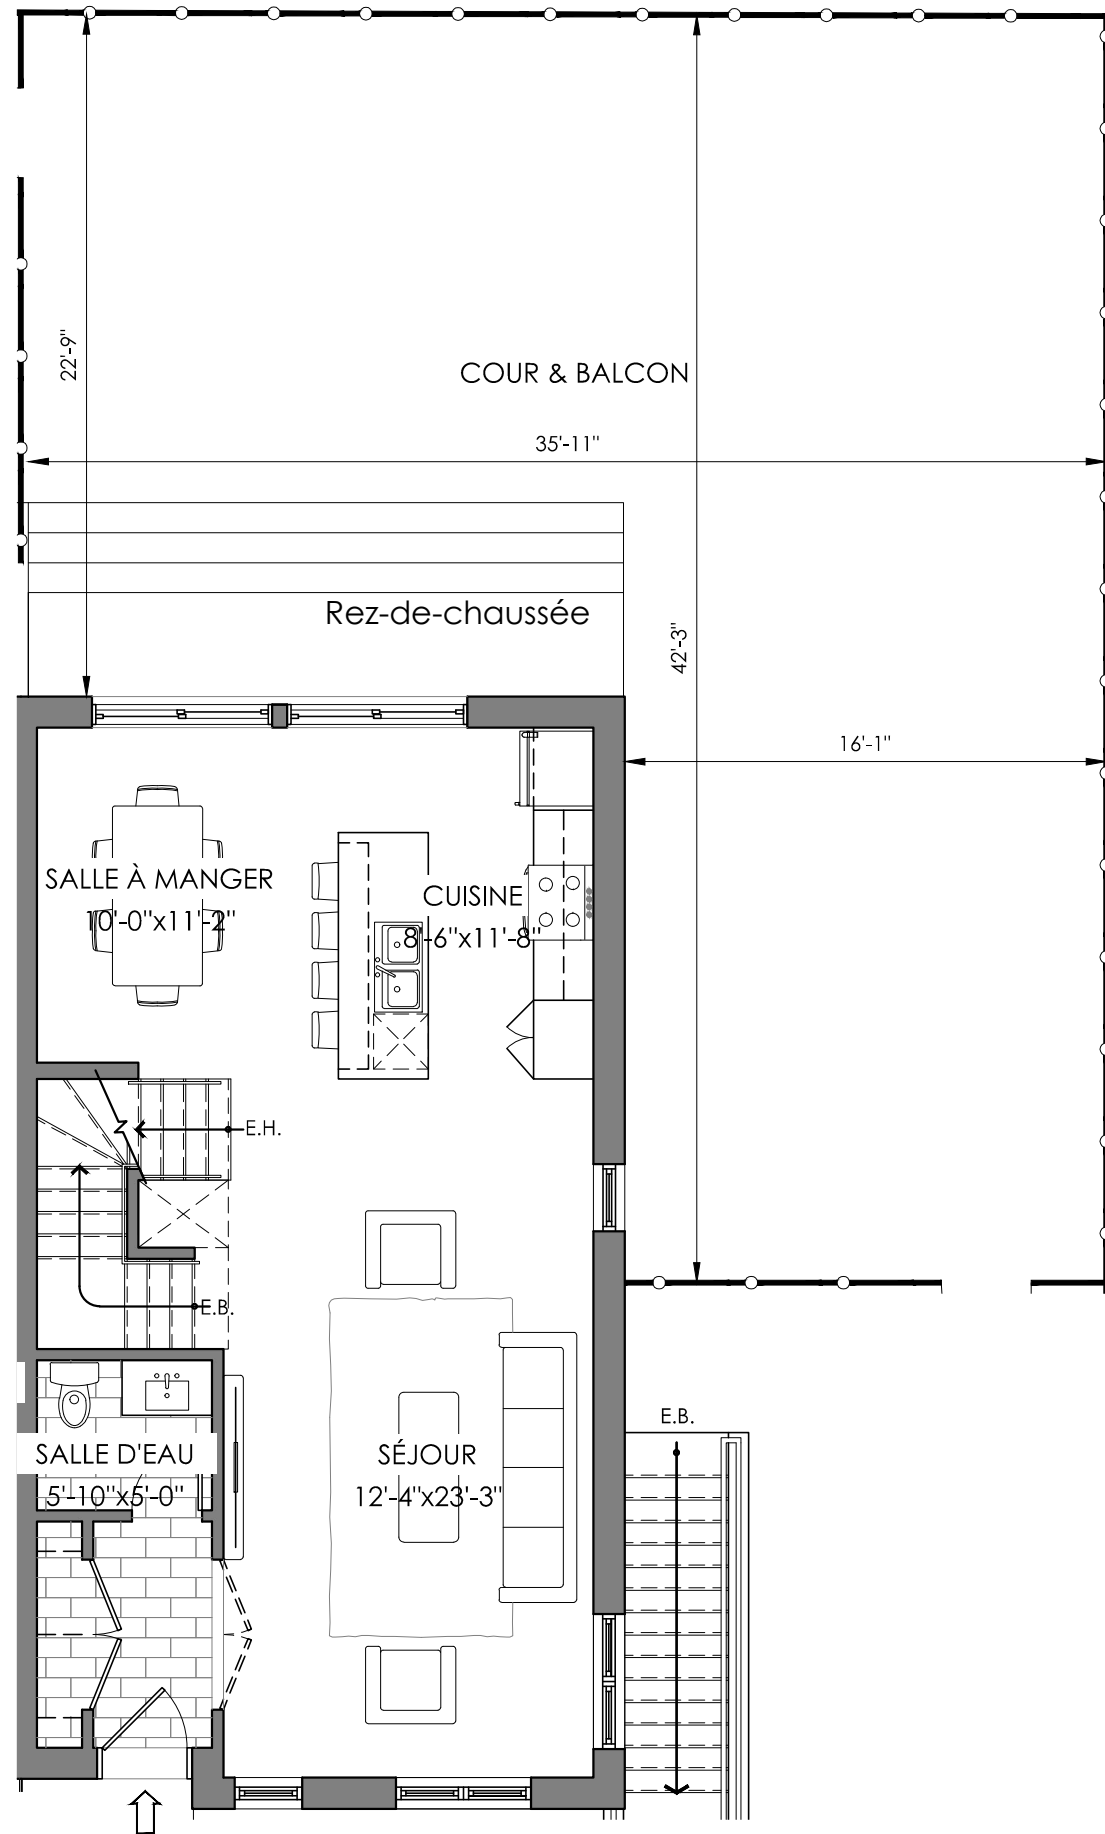 22'-9"
COUR & BALCON
35'-11"
Rez-de-chaussée
42'-3"
16'-1"
SALLE À MANGER
10'-0"x11'-2"
CUISINE
8'-6"x11'-8"
E.H.
E.B.
E.B.
SALLE D'EAU
5'-10"x5'-0"
SÉJOUR
12'-4"x23'-3"